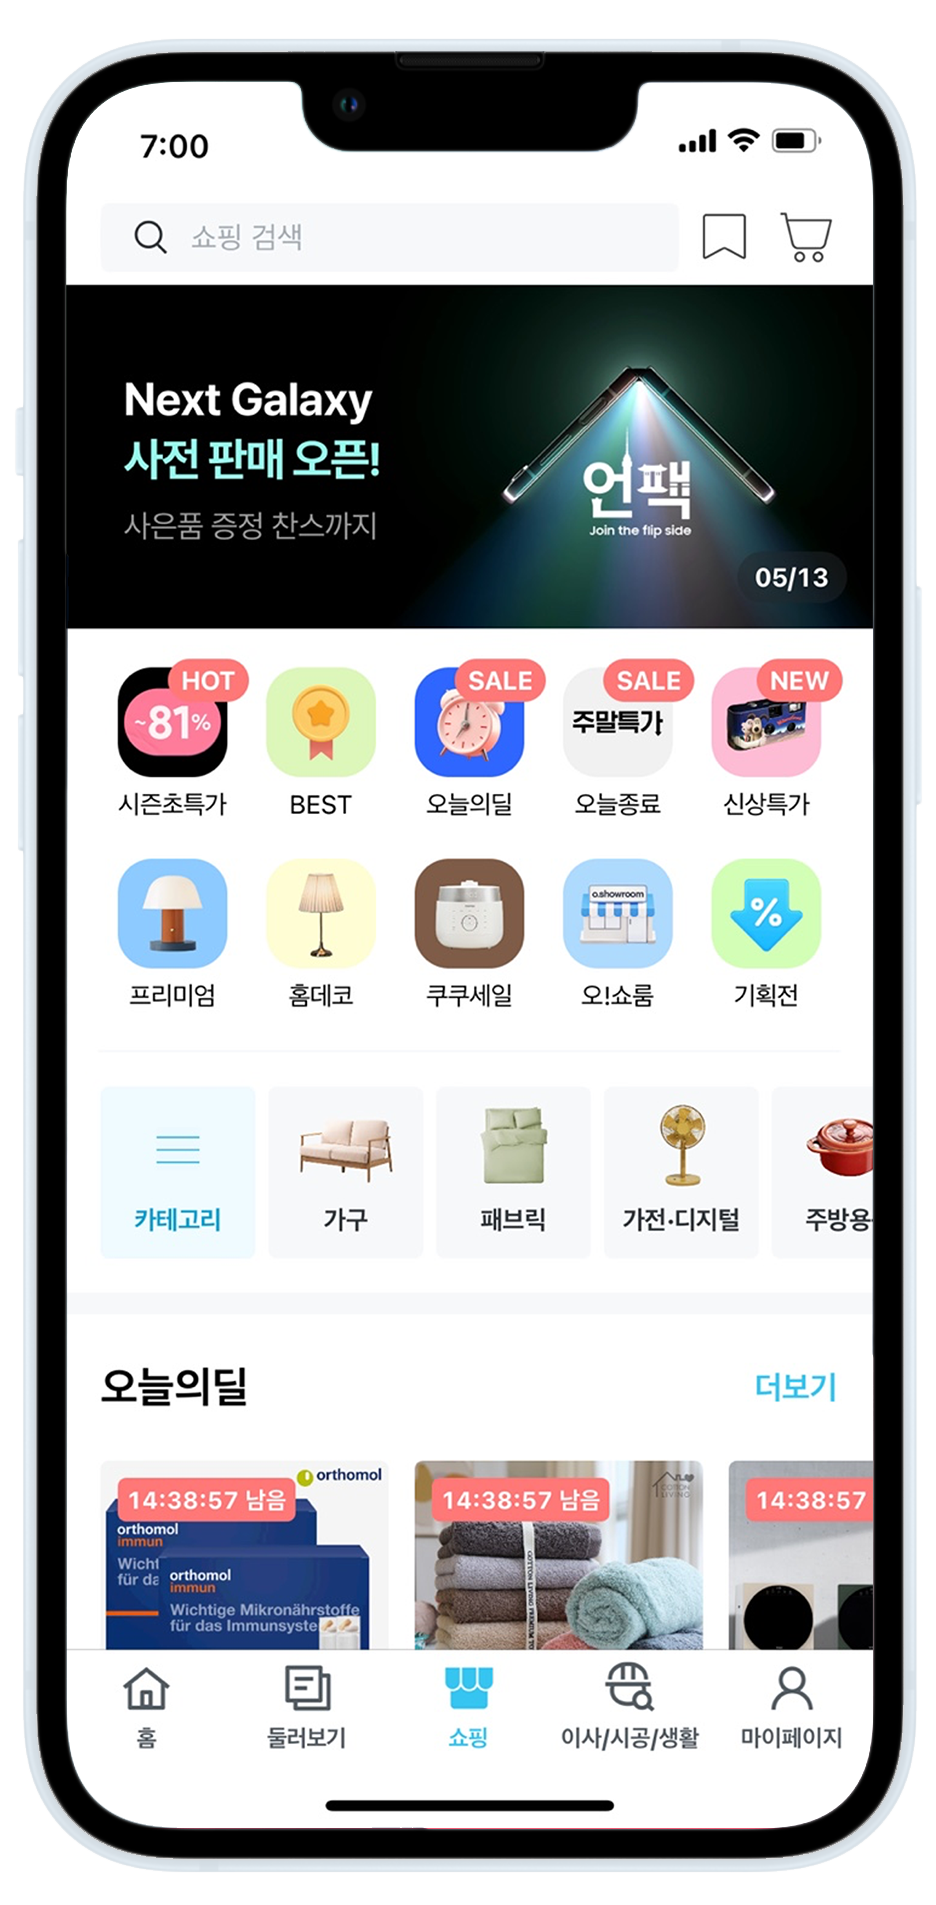 7:00
쇼핑 검색
Next Galaxy
사전 판매 오픈!
사은품 증정 찬스까지
언팩
Join the flip side
05/13
HOT
~81%
시즌초특가
BEST
SALE
오늘의딜
SALE
주말특가
오늘종료
NEW
신상특가
프리미엄
홈데코
쿠쿠세일
o.showroom
오!쇼룸
%
기획전
카테고리
가구
패브릭
가전·디지털
주방용
오늘의딜
더보기
orthomol
14:38:57 남음
orthomol
immun
Wicht
für da
orthomol
immun
Wichtige Mikronährstoffe
für das Immunsyste
14:38:57 남음
COTTON
LIVING
14:38:57
홈
둘러보기
쇼핑
이사/시공/생활
마이페이지